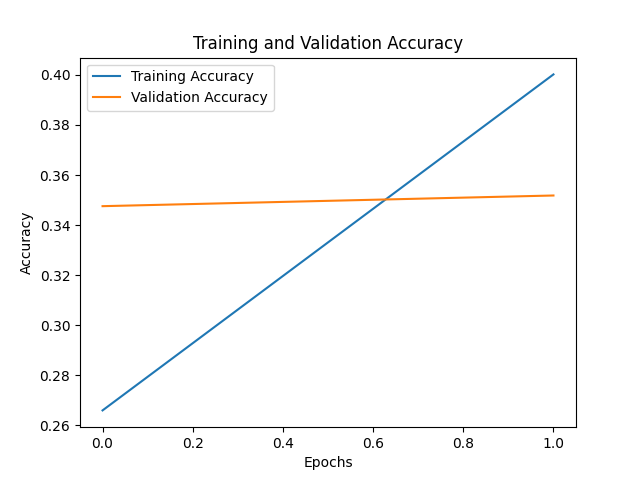 Training and Validation Accuracy
Training Accuracy
Validation Accuracy
0.40
0.38
0.36
0.34
0.32
0.30
0.28
0.26
Accuracy
0.0 0.2 0.4 0.6 0.8 1.0
Epochs